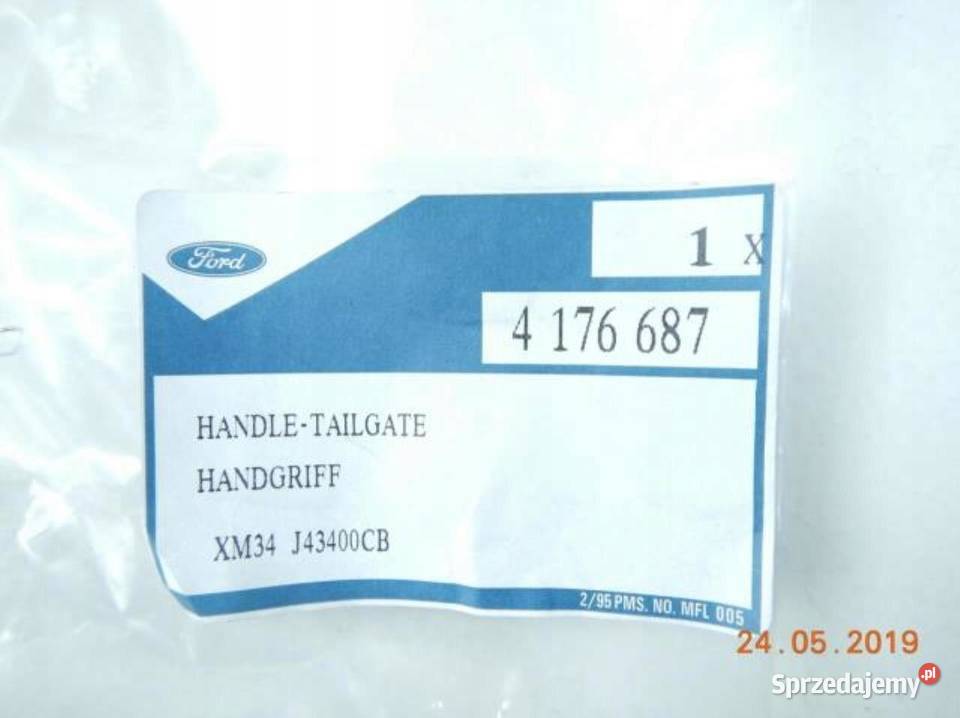 Ford
1 X
4 176 687
HANDLE-TAILGATE
HANDGRIFF
XM34 J43400CB
2/95 PMS. NO. MFL 005
24.05.2019
Sprzedajemy.pl